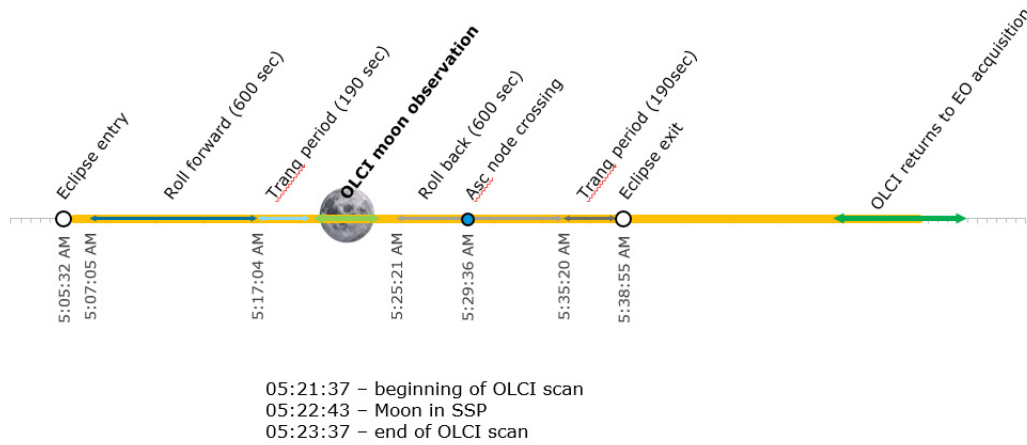 Eclipse entry
Roll forward (600 sec)
Tranq period (190 sec)
OLCI moon observation
Roll back (600 sec)
Asc node crossing
Tranq period (190sec)
Eclipse exit
OLCI returns to EO acquisition
5:05:32 AM
5:07:05 AM
5:17:04 AM
5:25:21 AM
5:29:36 AM
5:35:20 AM
5:38:55 AM
05:21:37 – beginning of OLCI scan
05:22:43 – Moon in SSP
05:23:37 – end of OLCI scan